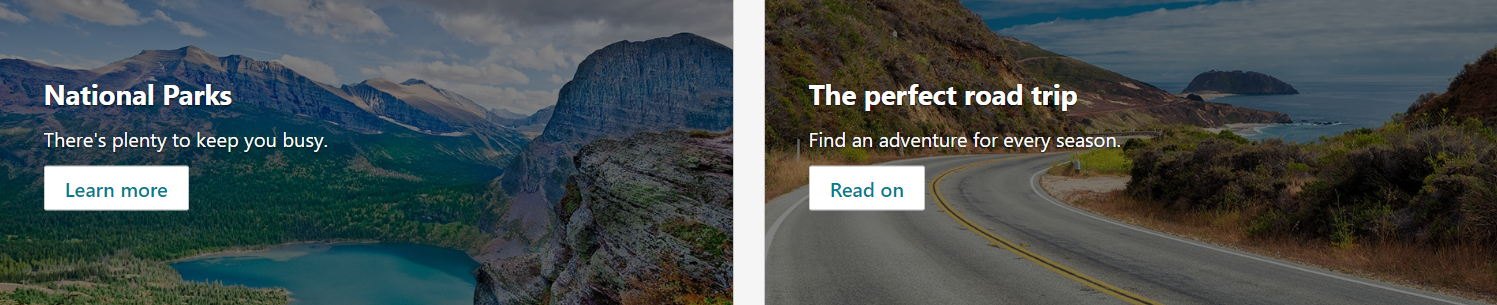 National Parks
There's plenty to keep you busy.
Learn more
The perfect road trip
Find an adventure for every season.
Read on